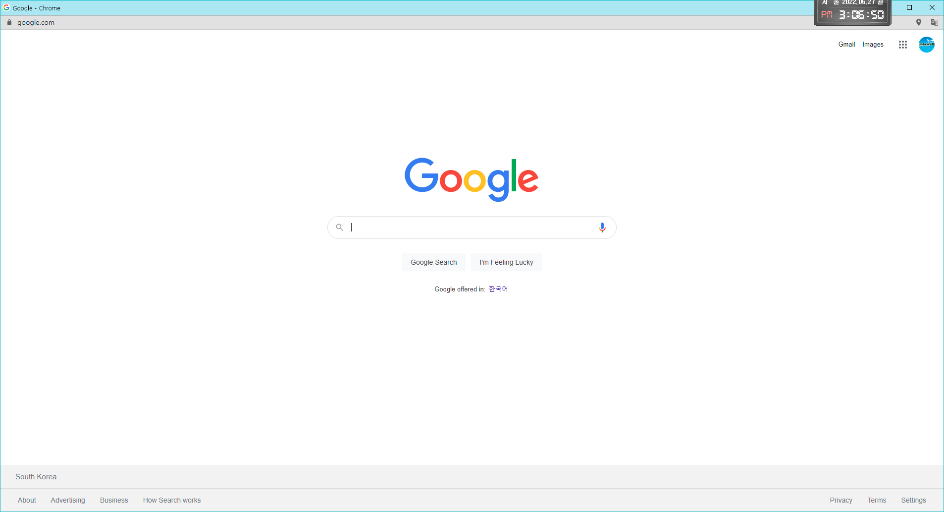 Google - Chrome
2022.06.27
PM 3:06:50
google.com
Gmail Images
Google
Google Search I'm Feeling Lucky
Google offered in: 한국어
South Korea
About Advertising Business How Search works
Privacy Terms Settings